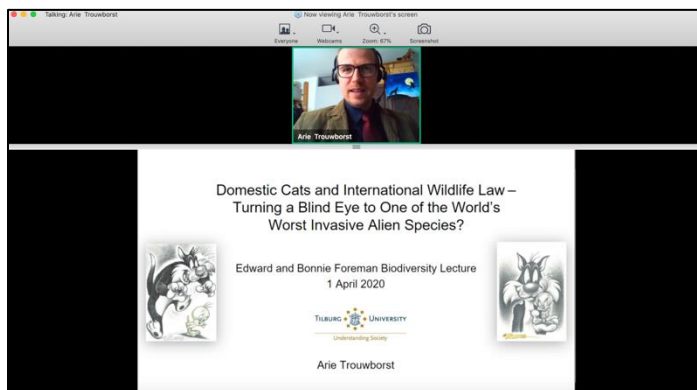 Talking: Arie Trouwborst
Now viewing Arie Trouwborst's screen
Everyone
Webcams
Zoom: 67%
Screenshot
Arie Trouwborst
Domestic Cats and International Wildlife Law –
Turning a Blind Eye to One of the World's
Worst Invasive Alien Species?
Edward and Bonnie Foreman Biodiversity Lecture
1 April 2020
TILBURG UNIVERSITY
Understanding Society
Arie Trouwborst